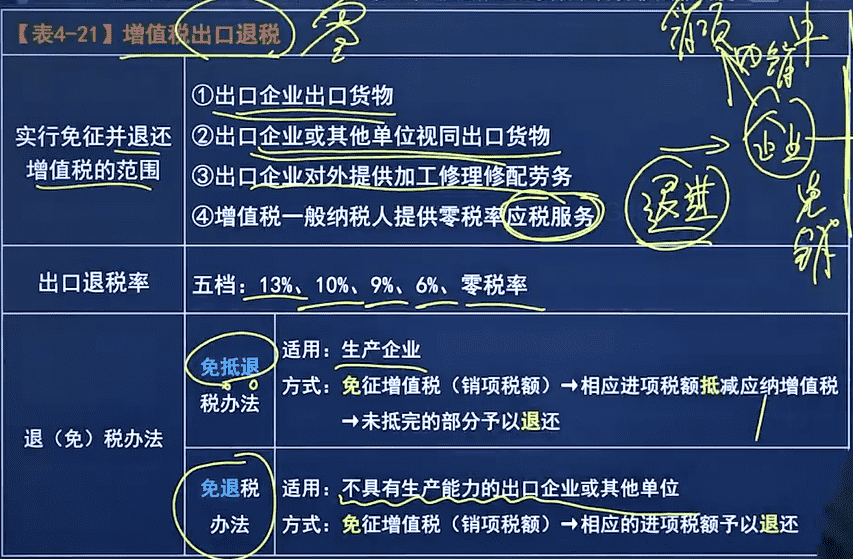 【表4-21】增值税出口退税
零
销项
内销
企业
退进
免
销
实行免征并退还
增值税的范围
①出口企业出口货物
②出口企业或其他单位视同出口货物
③出口企业对外提供加工修理修配劳务
④增值税一般纳税人提供零税率应税服务
出口退税率
五档：13%、10%、9%、6%、零税率
退（免）税办法
免抵退
税办法
适用：生产企业
方式：免征增值税（销项税额）→相应进项税额抵减应纳增值税
→未抵完的部分予以退还
免退税
办法
适用：不具有生产能力的出口企业或其他单位
方式：免征增值税（销项税额）→相应的进项税额予以退还